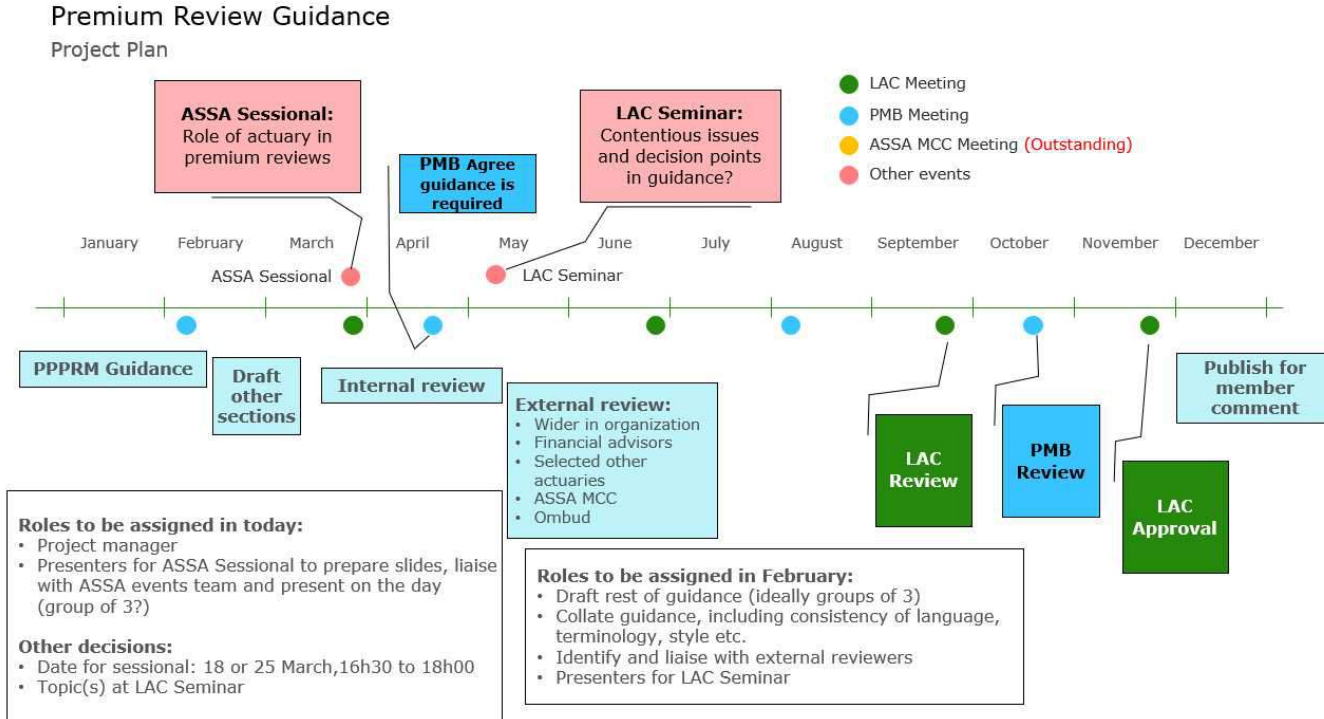 Premium Review Guidance
Project Plan
ASSA Sessional:
Role of actuary in
premium reviews
PMB Agree
guidance is
required
LAC Seminar:
Contentious issues
and decision points
in guidance?
LAC Meeting
PMB Meeting
ASSA MCC Meeting (Outstanding)
Other events
January February March April May June July August September October November December
ASSA Sessional
LAC Seminar
PPPRM Guidance
Draft
other
sections
Internal review
External review:
• Wider in organization
• Financial advisors
• Selected other
actuaries
• ASSA MCC
• Ombud
LAC
Review
PMB
Review
LAC
Approval
Publish for
member
comment
Roles to be assigned in today:
• Project manager
• Presenters for ASSA Sessional to prepare slides, liaise
with ASSA events team and present on the day
(group of 3?)
Other decisions:
• Date for sessional: 18 or 25 March,16h30 to 18h00
• Topic(s) at LAC Seminar
Roles to be assigned in February:
• Draft rest of guidance (ideally groups of 3)
• Collate guidance, including consistency of language,
terminology, style etc.
• Identify and liaise with external reviewers
• Presenters for LAC Seminar